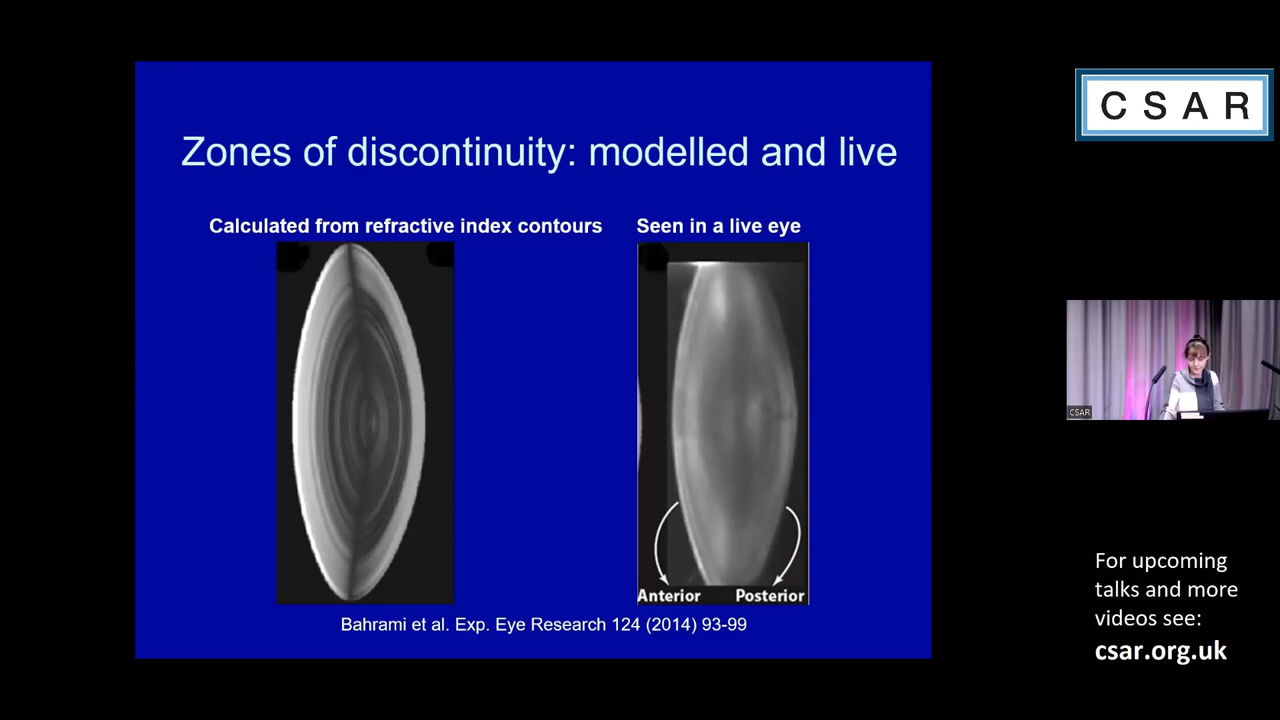 Zones of discontinuity: modelled and live
Calculated from refractive index contours
Seen in a live eye
Anterior
Posterior
Bahrami et al. Exp. Eye Research 124 (2014) 93-99
CSAR
CSAR
For upcoming
talks and more
videos see:
csar.org.uk